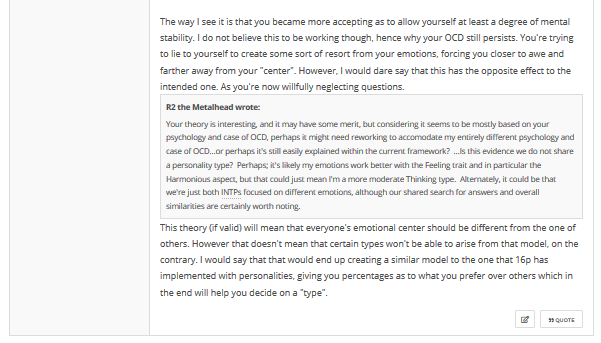 The way I see it is that you became more accepting as to allow yourself at least a degree of mental
stability. I do not believe this to be working though, hence why your OCD still persists. You're trying
to lie to yourself to create some sort of resort from your emotions, forcing you closer to awe and
farther away from your "center". However, I would dare say that this has the opposite effect to the
intended one. As you're now willfully neglecting questions.
R2 the Metalhead wrote:
Your theory is interesting, and it may have some merit, but considering it seems to be mostly based on your
psychology and case of OCD, perhaps it might need reworking to accomodate my entirely different psychology and
case of OCD...or perhaps it's still easily explained within the current framework? ...Is this evidence we do not share
a personality type? Perhaps; it's likely my emotions work better with the Feeling trait and in particular the
Harmonious aspect, but that could just mean I'm a more moderate Thinking type. Alternately, it could be that
we're just both INTPs focused on different emotions, although our shared search for answers and overall
similarities are certainly worth noting.
This theory (if valid) will mean that everyone's emotional center should be different from the one of
others. However that doesn't mean that certain types won't be able to arise from that model, on the
contrary. I would say that that would end up creating a similar model to the one that 16p has
implemented with personalities, giving you percentages as to what you prefer over others which in
the end will help you decide on a "type".
QUOTE